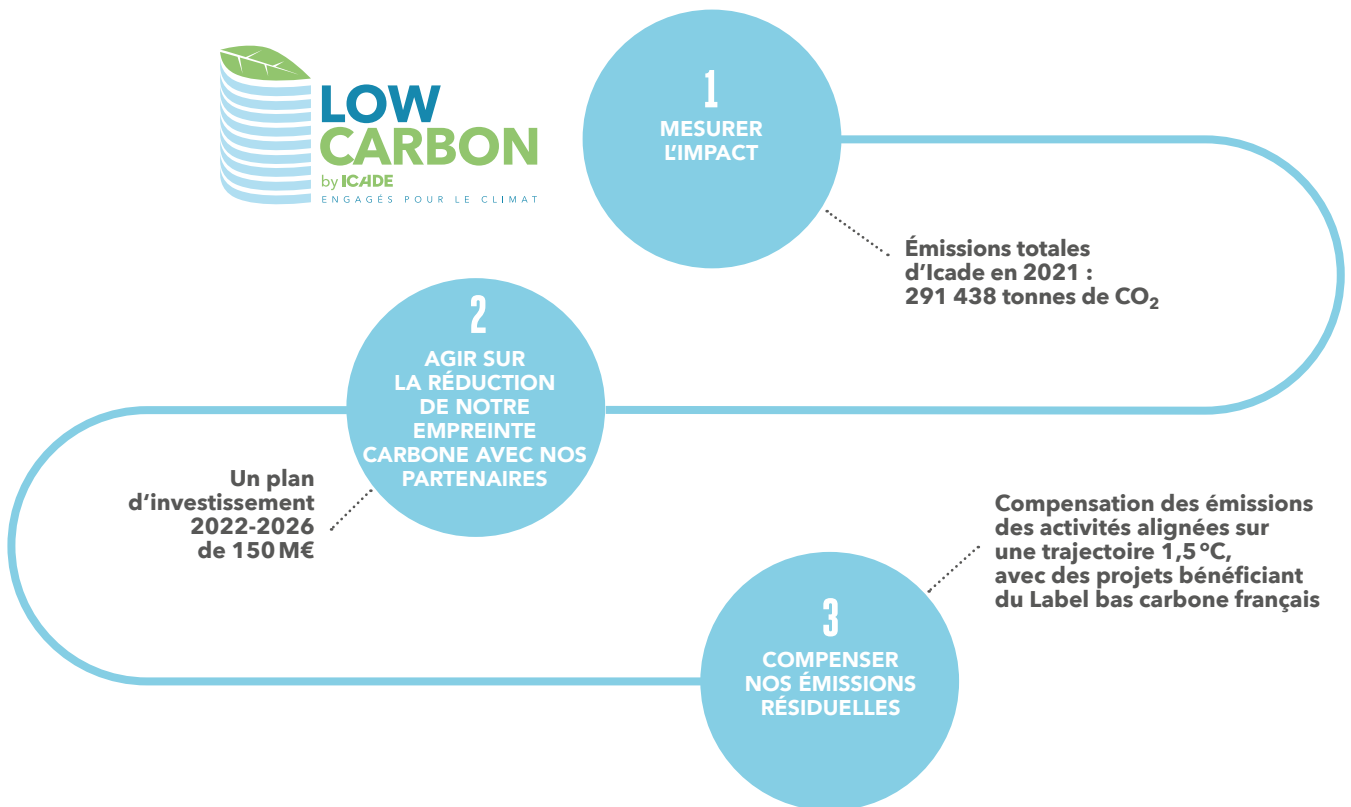 LOW
CARBON
by ICADE
ENGAGÉS POUR LE CLIMAT
1
MESURER
L'IMPACT
Émissions totales
d'Icade en 2021 :
291 438 tonnes de CO₂
2
AGIR SUR
LA RÉDUCTION
DE NOTRE
EMPREINTE
CARBONE AVEC NOS
PARTENAIRES
Un plan
d'investissement
2022-2026
de 150 M€
3
COMPENSER
NOS ÉMISSIONS
RÉSIDUELLES
Compensation des émissions
des activités alignées sur
une trajectoire 1,5 °C,
avec des projets bénéficiant
du Label bas carbone français